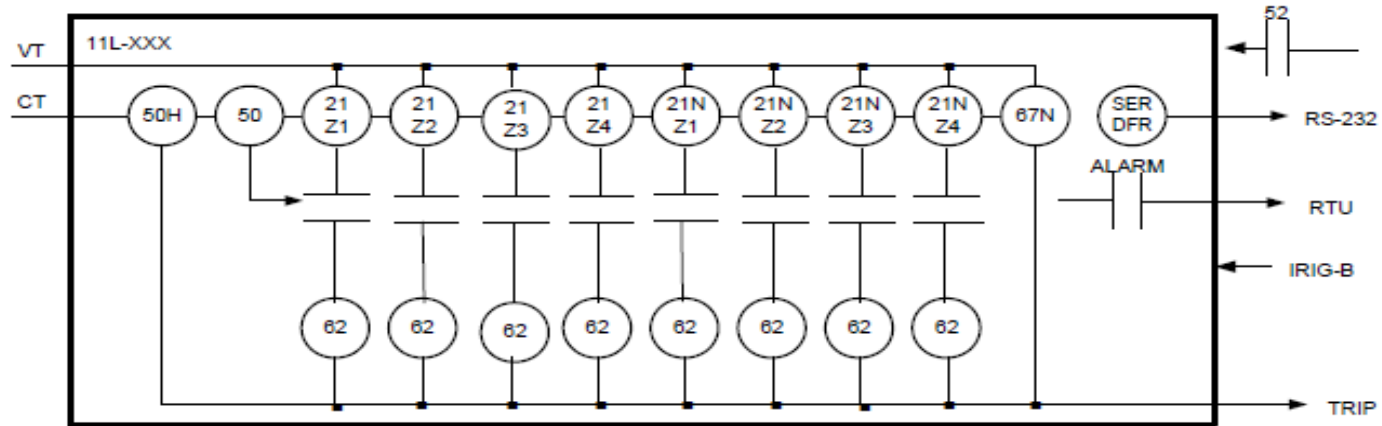 52
11L-XXX
VT
CT
50H
50
21
Z1
21
Z2
21
Z3
21
Z4
21N
Z1
21N
Z2
21N
Z3
21N
Z4
67N
SER
DFR
RS-232
ALARM
RTU
IRIG-B
62
62
62
62
62
62
62
62
TRIP